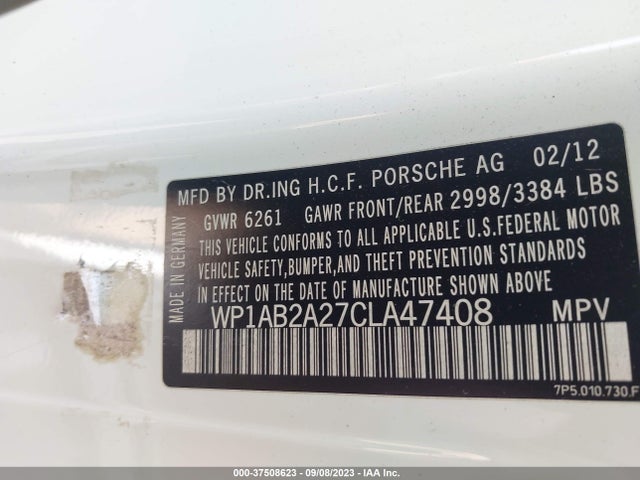 MFD BY DR.ING H.C.F. PORSCHE AG 02/12
GVWR 6261 GAWR FRONT/REAR 2998/3384 LBS
THIS VEHICLE CONFORMS TO ALL APPLICABLE U.S.FEDERAL MOTOR
VEHICLE SAFETY,BUMPER,AND THEFT PREVENTION STANDARDS
IN EFFECT ON THE DATE OF MANUFACTURE SHOWN ABOVE
MADE IN GERMANY
WP1AB2A27CLA47408 MPV
7P5.010.730.F
000-37508623 - 09/08/2023 - IAA Inc.